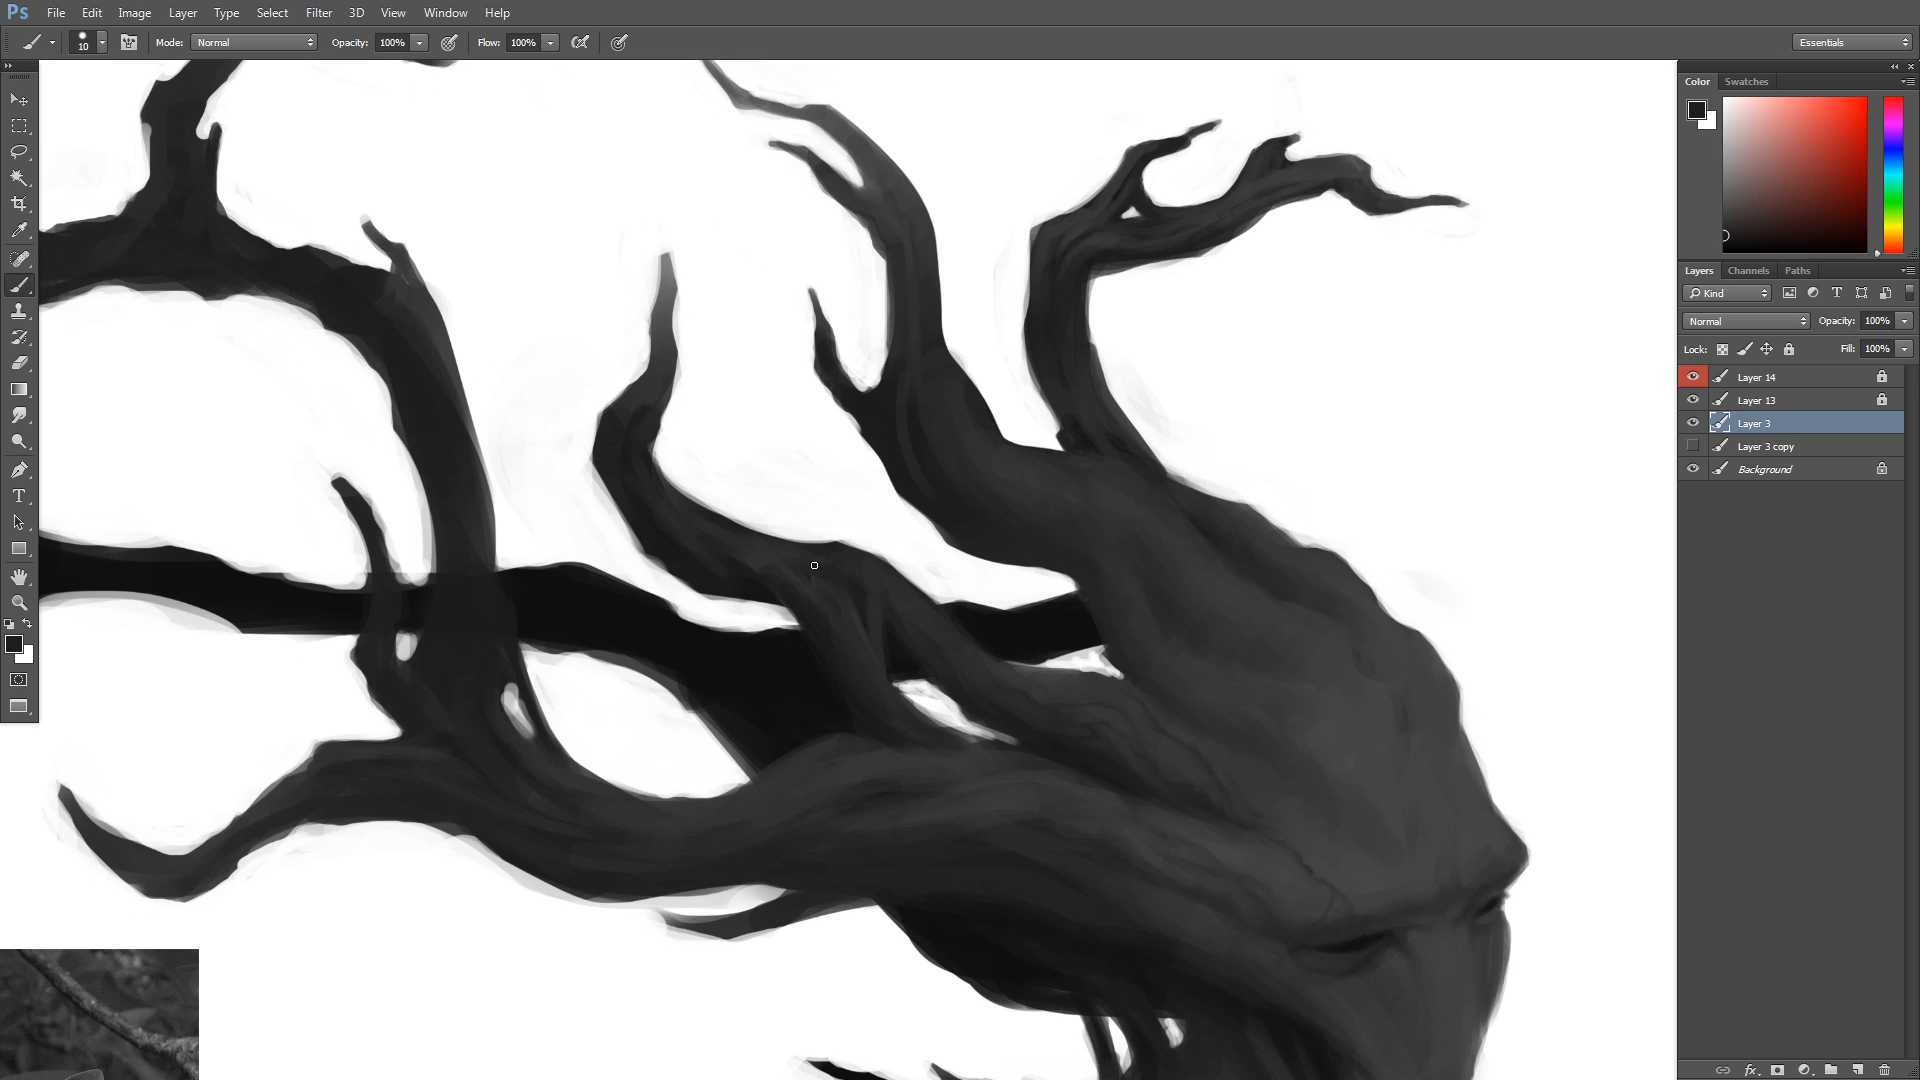 Ps File Edit Image Layer Type Select Filter 3D View Window Help
10 Mode: Normal Opacity: 100% Flow: 100% Essentials
Color Swatches
Layers Channels Paths
Kind T
Normal Opacity: 100%
Lock: Fill: 100%
Layer 14
Layer 13
Layer 3
Layer 3 copy
Background
T
fx